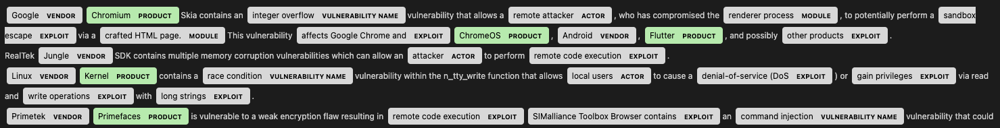 Google VENDOR Chromium PRODUCT Skia contains an integer overflow VULNERABILITY NAME vulnerability that allows a remote attacker ACTOR , who has compromised the renderer process MODULE , to potentially perform a sandbox
escape EXPLOIT via a crafted HTML page. MODULE This vulnerability affects Google Chrome and EXPLOIT ChromeOS PRODUCT , Android VENDOR , Flutter PRODUCT , and possibly other products EXPLOIT .
RealTek Jungle VENDOR SDK contains multiple memory corruption vulnerabilities which can allow an attacker ACTOR to perform remote code execution EXPLOIT .
Linux VENDOR Kernel PRODUCT contains a race condition VULNERABILITY NAME vulnerability within the n_tty_write function that allows local users ACTOR to cause a denial-of-service (DoS EXPLOIT ) or gain privileges EXPLOIT via read
and write operations EXPLOIT with long strings EXPLOIT .
Primetek VENDOR Primefaces PRODUCT is vulnerable to a weak encryption flaw resulting in remote code execution EXPLOIT SIMalliance Toolbox Browser contains EXPLOIT an command injection VULNERABILITY NAME vulnerability that could